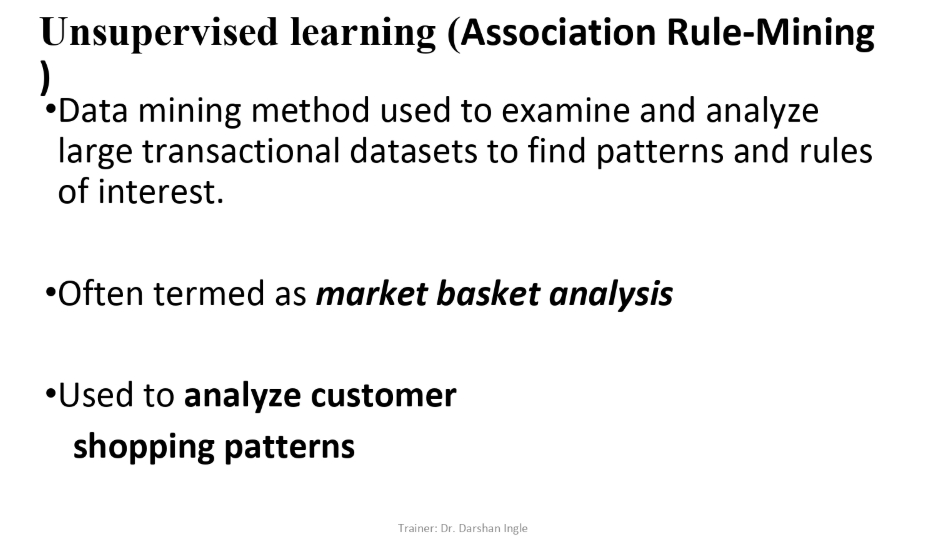 Unsupervised learning (Association Rule-Mining
)
•Data mining method used to examine and analyze
large transactional datasets to find patterns and rules
of interest.
•Often termed as market basket analysis
•Used to analyze customer
shopping patterns
Trainer: Dr. Darshan Ingle